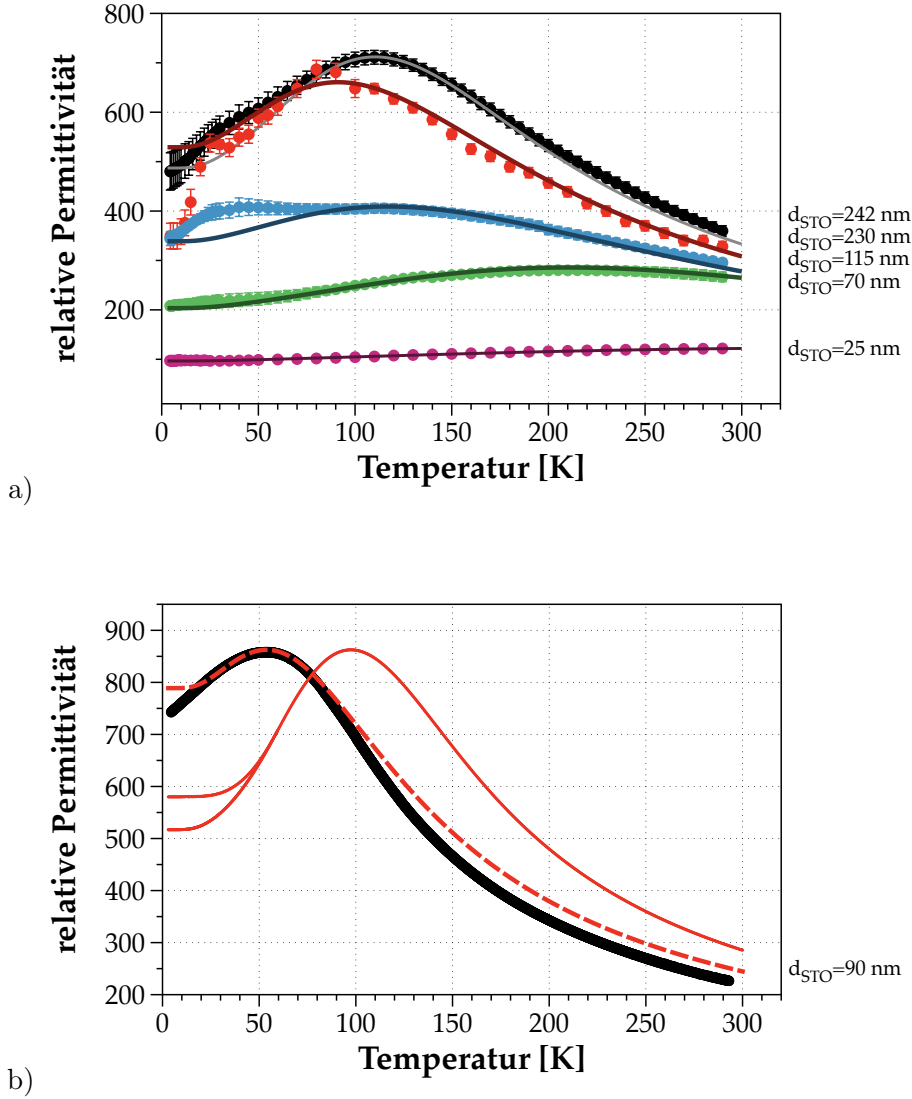 800
600
400
200
relative Permittivität
0 50 100 150 200 250 300
Temperatur [K]
d_STO=242 nm
d_STO=230 nm
d_STO=115 nm
d_STO=70 nm
d_STO=25 nm
a)
900
800
700
600
500
400
300
200
relative Permittivität
0 50 100 150 200 250 300
Temperatur [K]
d_STO=90 nm
b)